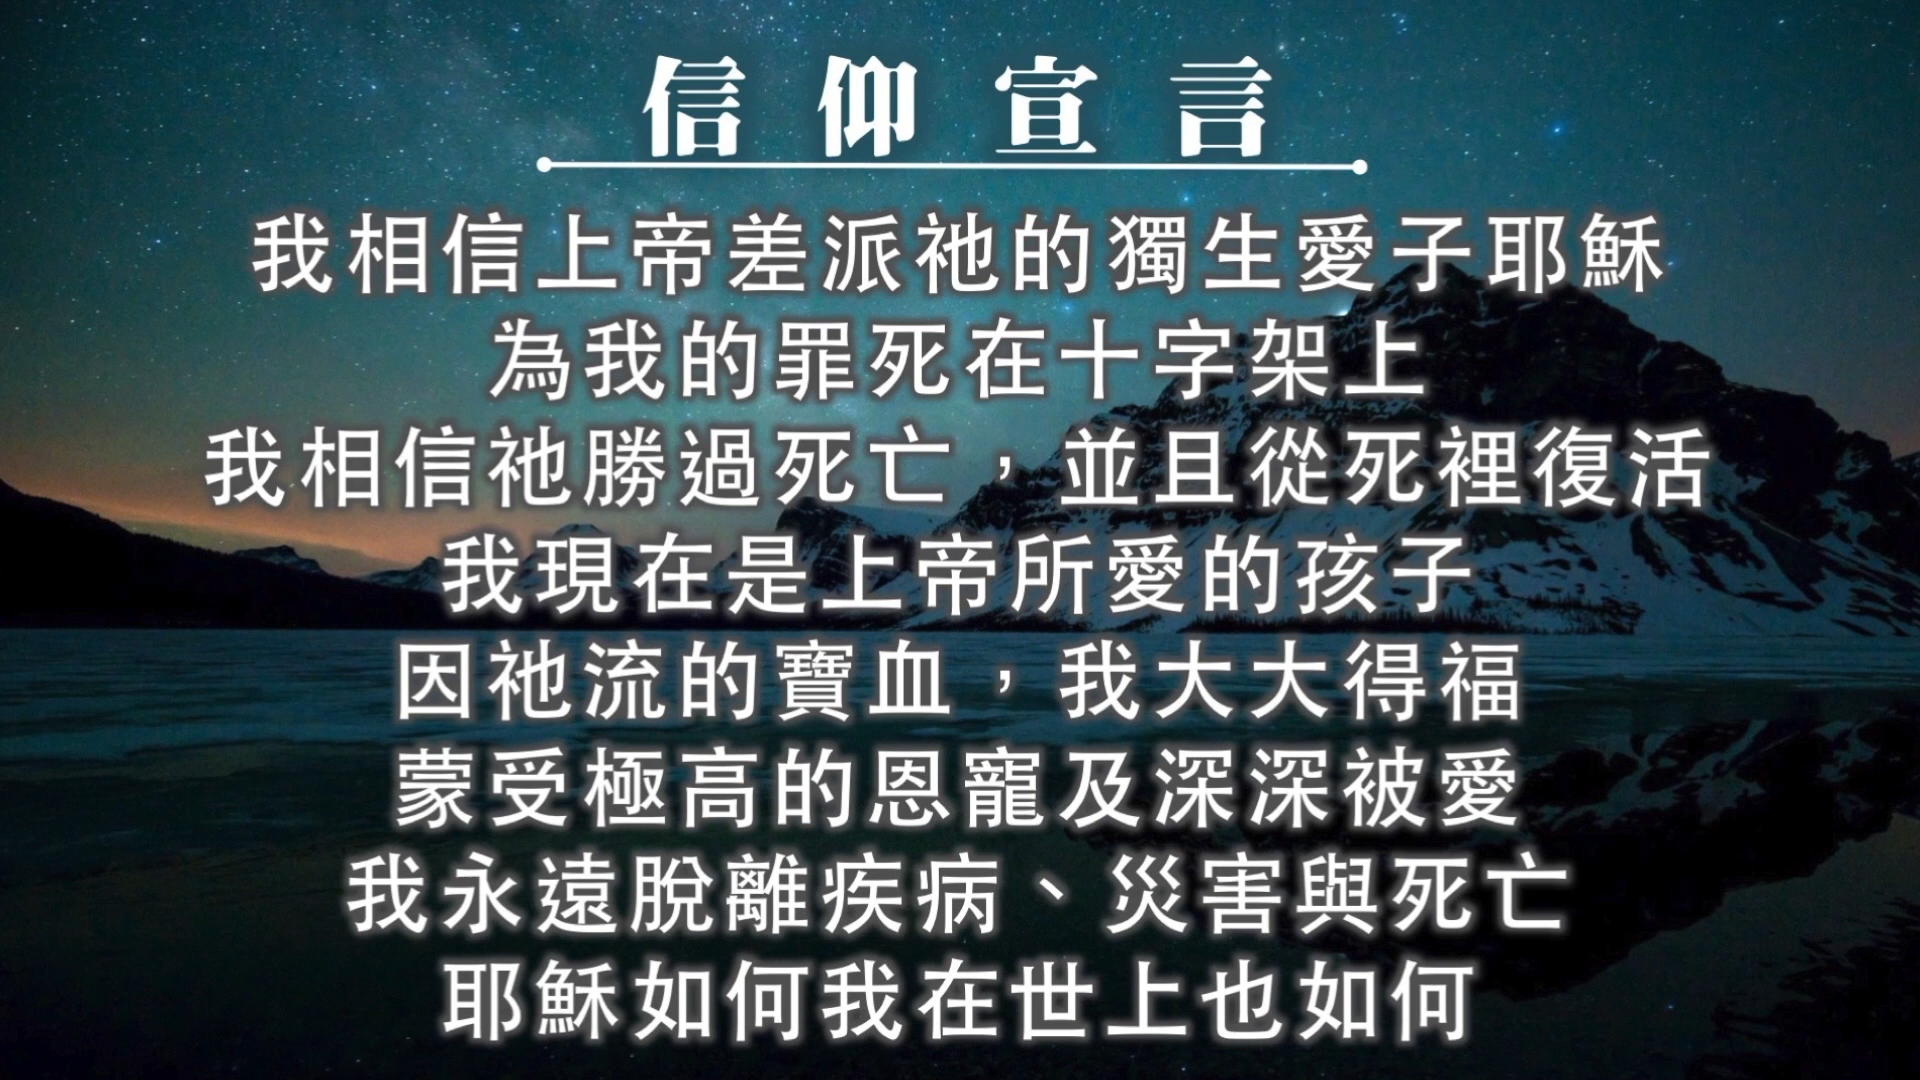 信仰宣言
我相信上帝差派祂的獨生愛子耶穌
為我的罪死在十字架上
我相信祂勝過死亡，並且從死裡復活
我現在是上帝所愛的孩子
因祂流的寶血，我大大得福
蒙受極高的恩寵及深深被愛
我永遠脫離疾病、災害與死亡
耶穌如何我在世上也如何